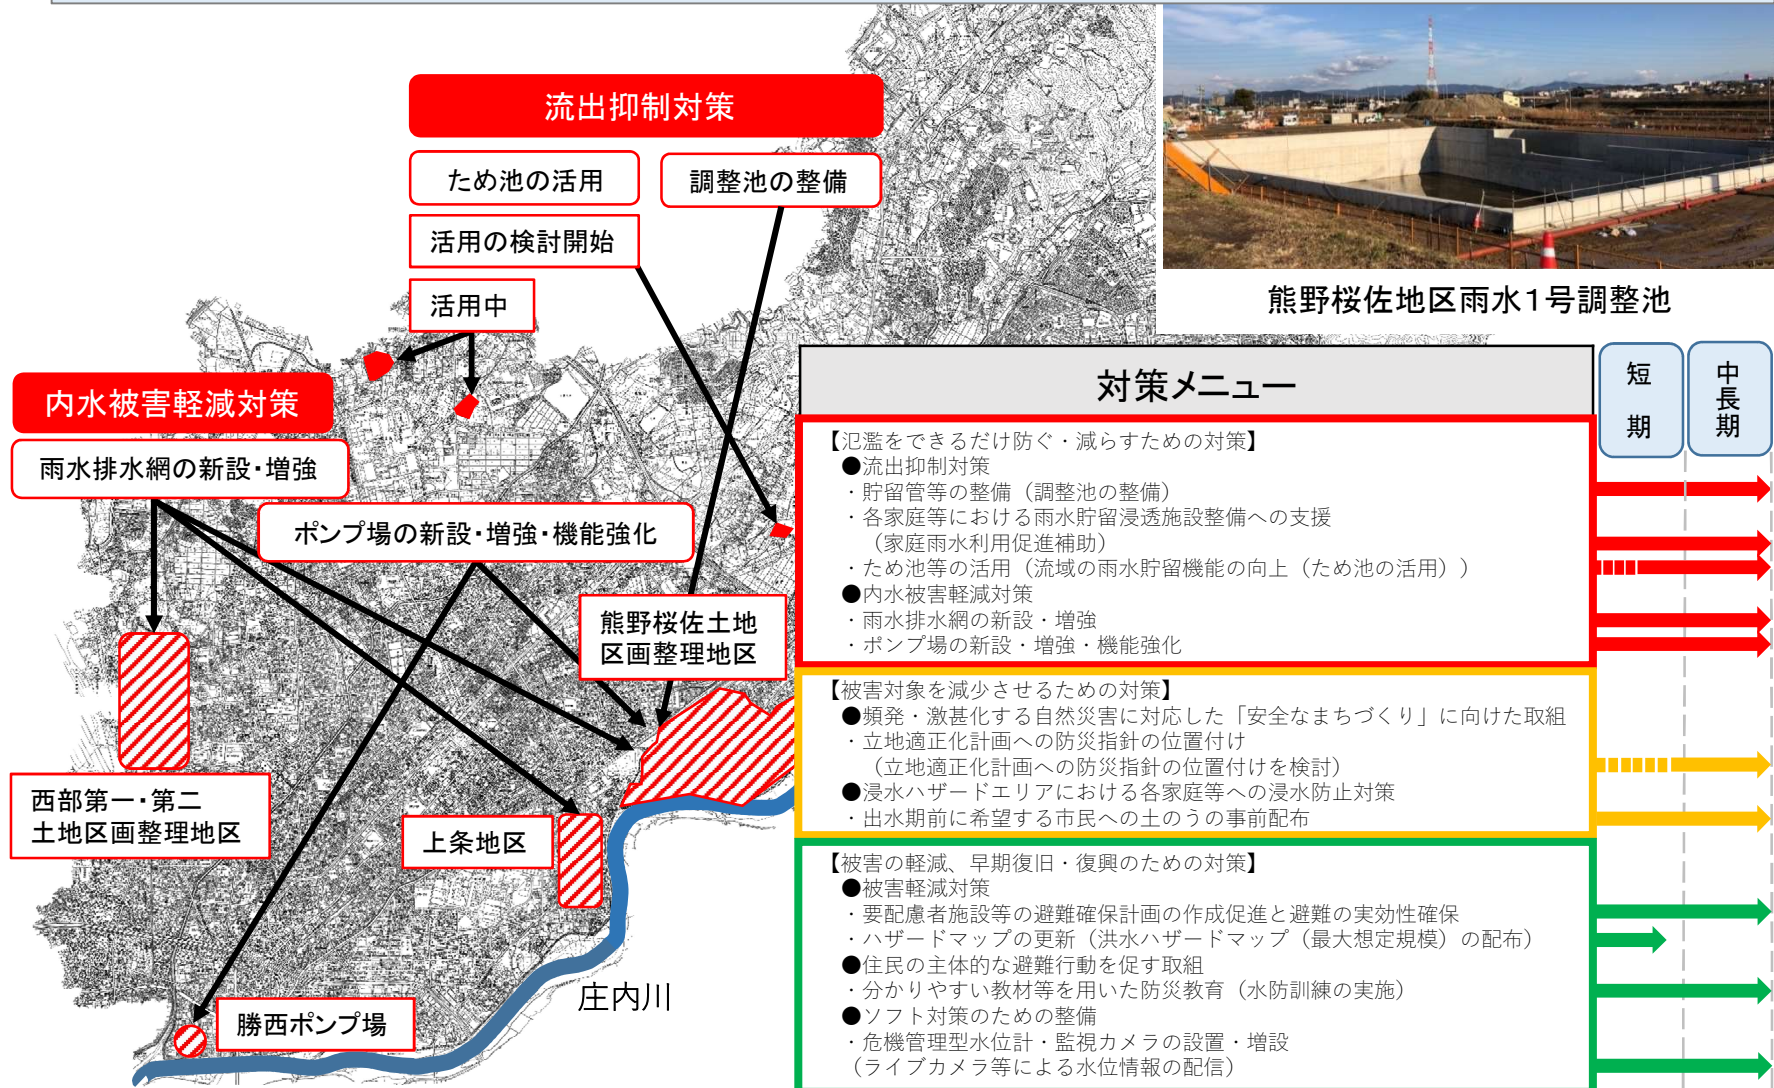 流出抑制対策
ため池の活用
調整池の整備
活用の検討開始
活用中
熊野桜佐地区雨水1号調整池
内水被害軽減対策
雨水排水網の新設・増強
ポンプ場の新設・増強・機能強化
熊野桜佐土地
区画整理地区
西部第一・第二
土地区画整理地区
上条地区
勝西ポンプ場
庄内川
対策メニュー
短期
中長期
【氾濫をできるだけ防ぐ・減らすための対策】
●流出抑制対策
・貯留管等の整備（調整池の整備）
・各家庭等における雨水貯留浸透施設整備への支援
（家庭雨水利用促進補助）
・ため池等の活用（流域の雨水貯留機能の向上（ため池の活用））
●内水被害軽減対策
・雨水排水網の新設・増強
・ポンプ場の新設・増強・機能強化
【被害対象を減少させるための対策】
●頻発・激甚化する自然災害に対応した「安全なまちづくり」に向けた取組
・立地適正化計画への防災指針の位置付け
（立地適正化計画への防災指針の位置付けを検討）
●浸水ハザードエリアにおける各家庭等への浸水防止対策
・出水期前に希望する市民への土のうの事前配布
【被害の軽減、早期復旧・復興のための対策】
●被害軽減対策
・要配慮者施設等の避難確保計画の作成促進と避難の実効性確保
・ハザードマップの更新（洪水ハザードマップ（最大想定規模）の配布）
●住民の主体的な避難行動を促す取組
・分かりやすい教材等を用いた防災教育（水防訓練の実施）
●ソフト対策のための整備
・危機管理型水位計・監視カメラの設置・増設
（ライブカメラ等による水位情報の配信）